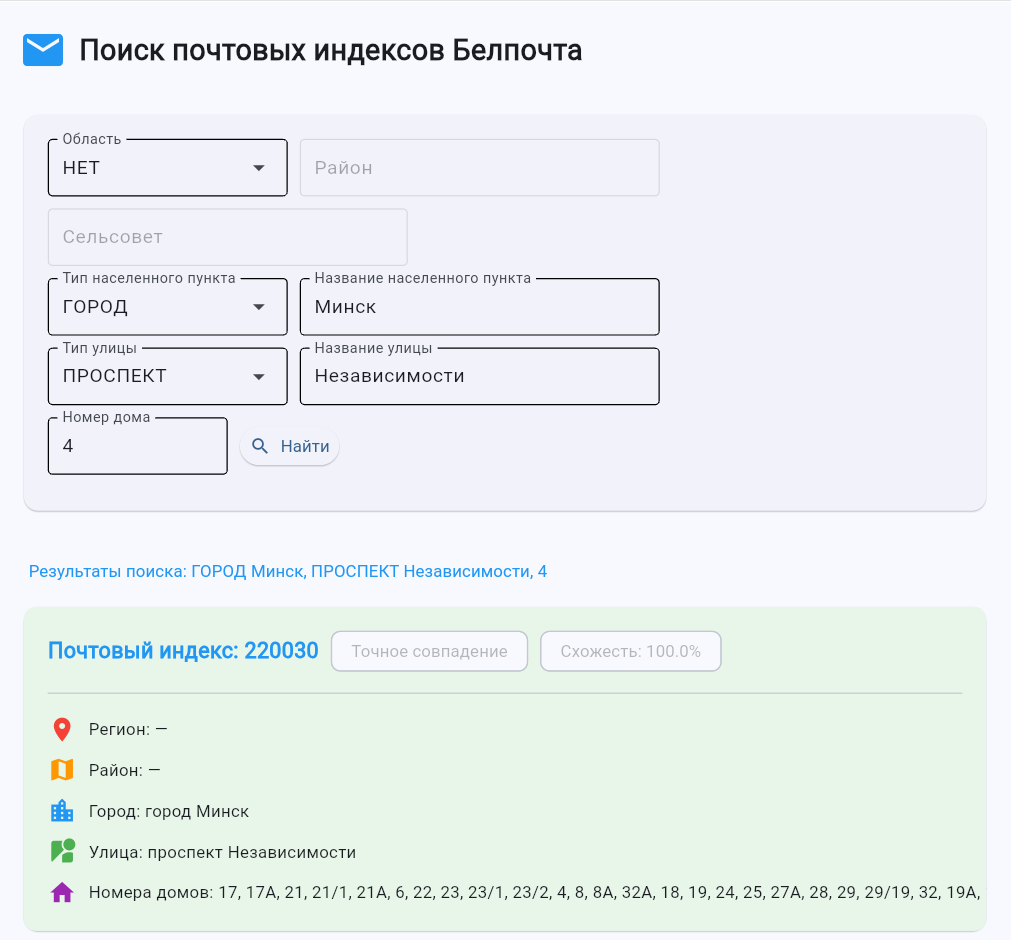 Поиск почтовых индексов Белпочта
Область
НЕТ
Район
Сельсовет
Тип населенного пункта
ГОРОД
Название населенного пункта
Минск
Тип улицы
ПРОСПЕКТ
Название улицы
Независимости
Номер дома
4
Найти
Результаты поиска: ГОРОД Минск, ПРОСПЕКТ Независимости, 4
Почтовый индекс: 220030
Точное совпадение
Схожесть: 100.0%
Регион: —
Район: —
Город: город Минск
Улица: проспект Независимости
Номера домов: 17, 17А, 21, 21/1, 21А, 6, 22, 23, 23/1, 23/2, 4, 8, 8А, 32А, 18, 19, 24, 25, 27А, 28, 29, 29/19, 32, 19А,